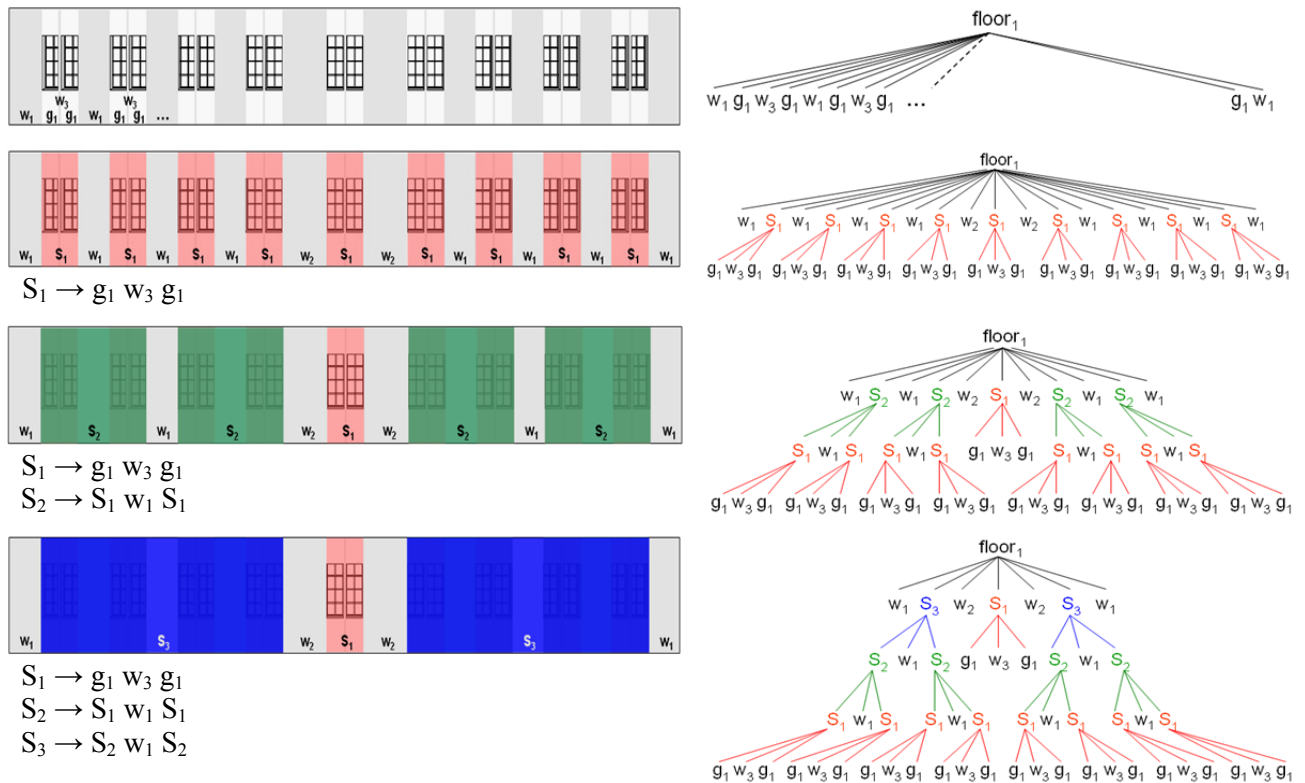 floor₁
w₁ g₁ w₃ g₁ w₁ g₁ w₃ g₁ ... g₁ w₁
w₃ w₃
w₁ g₁ g₁ w₁ g₁ g₁ ...
floor₁
w₁ S₁ w₁ S₁ w₁ S₁ w₁ S₁ w₂ S₁ w₂ S₁ w₁ S₁ w₁ S₁ w₁ S₁ w₁
g₁ w₃ g₁ g₁ w₃ g₁ g₁ w₃ g₁ g₁ w₃ g₁ g₁ w₃ g₁ g₁ w₃ g₁ g₁ w₃ g₁ g₁ w₃ g₁ g₁ w₃ g₁
w₁ S₁ w₁ S₁ w₁ S₁ w₁ S₁ w₂ S₁ w₂ S₁ w₁ S₁ w₁ S₁ w₁ S₁ w₁
S₁ → g₁ w₃ g₁
floor₁
w₁ S₂ w₁ S₂ w₂ S₁ w₂ S₂ w₁ S₂ w₁
S₁ w₁ S₁ S₁ w₁ S₁ g₁ w₃ g₁ S₁ w₁ S₁ S₁ w₁ S₁
g₁ w₃ g₁ g₁ w₃ g₁ g₁ w₃ g₁ g₁ w₃ g₁ g₁ w₃ g₁ g₁ w₃ g₁ g₁ w₃ g₁ g₁ w₃ g₁
w₁ S₂ w₁ S₂ w₂ S₁ w₂ S₂ w₁ S₂ w₁
S₁ → g₁ w₃ g₁
S₂ → S₁ w₁ S₁
floor₁
w₁ S₃ w₂ S₁ w₂ S₃ w₁
S₂ w₁ S₂ g₁ w₃ g₁ S₂ w₁ S₂
S₁ w₁ S₁ S₁ w₁ S₁ S₁ w₁ S₁ S₁ w₁ S₁
g₁ w₃ g₁ g₁ w₃ g₁ g₁ w₃ g₁ g₁ w₃ g₁ g₁ w₃ g₁ g₁ w₃ g₁ g₁ w₃ g₁ g₁ w₃ g₁
w₁ S₃ w₂ S₁ w₂ S₃ w₁
S₁ → g₁ w₃ g₁
S₂ → S₁ w₁ S₁
S₃ → S₂ w₁ S₂